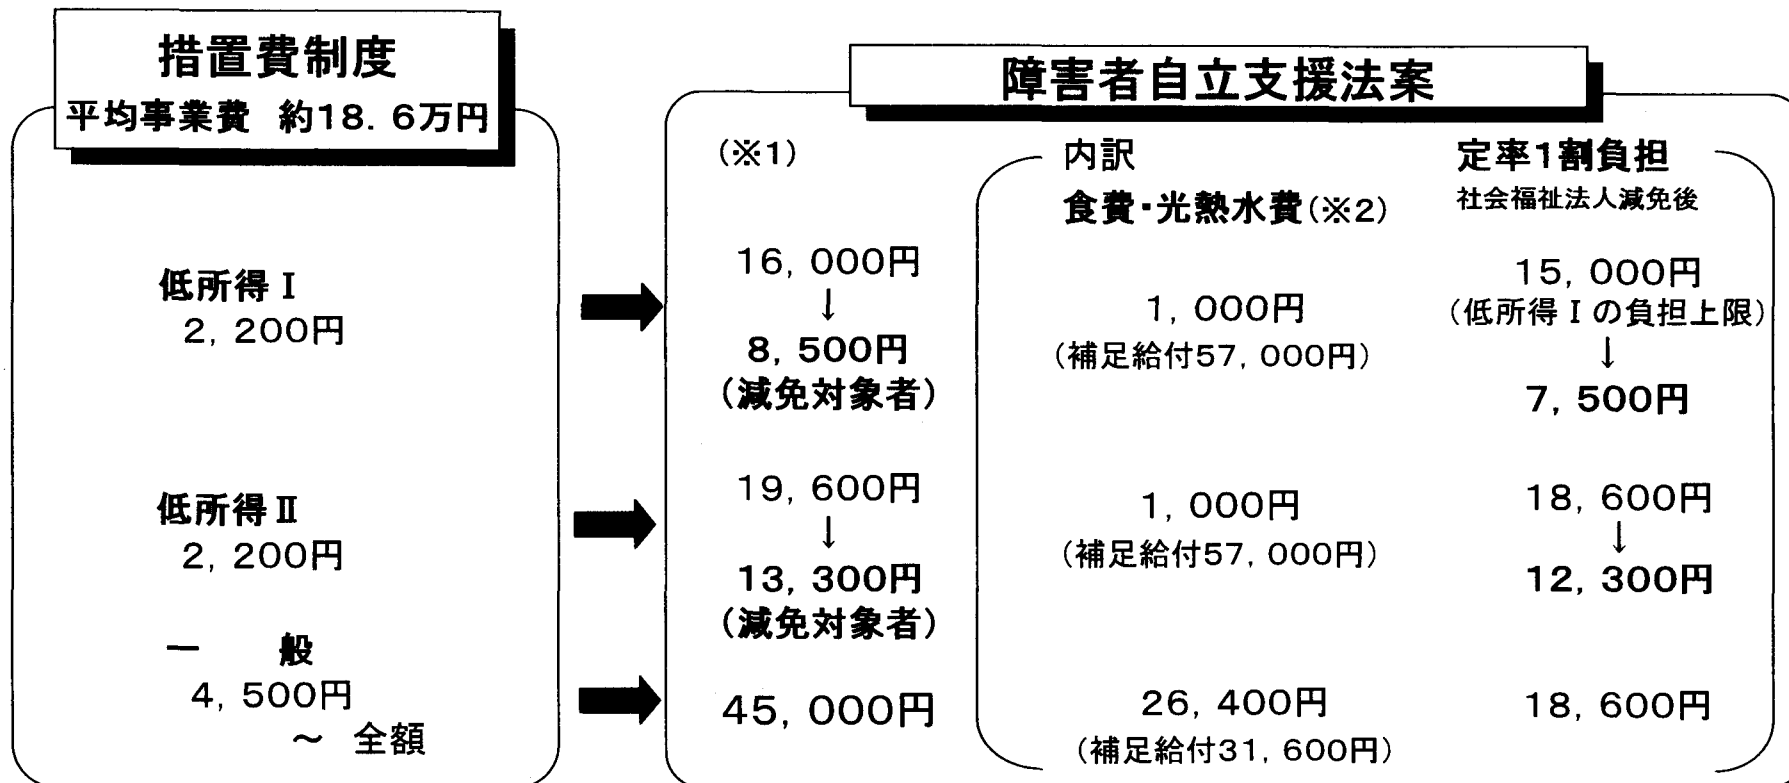 措置費制度
平均事業費 約18.6万円
低所得Ⅰ
2,200円
低所得Ⅱ
2,200円
一 般
4,500円
～ 全額
障害者自立支援法案
(※1)
16,000円
↓
8,500円
(減免対象者)
19,600円
↓
13,300円
(減免対象者)
45,000円
内訳
食費・光熱水費(※2)
1,000円
(補足給付57,000円)
1,000円
(補足給付57,000円)
26,400円
(補足給付31,600円)
定率1割負担
社会福祉法人減免後
15,000円
(低所得Ⅰの負担上限)
↓
7,500円
18,600円
↓
12,300円
18,600円